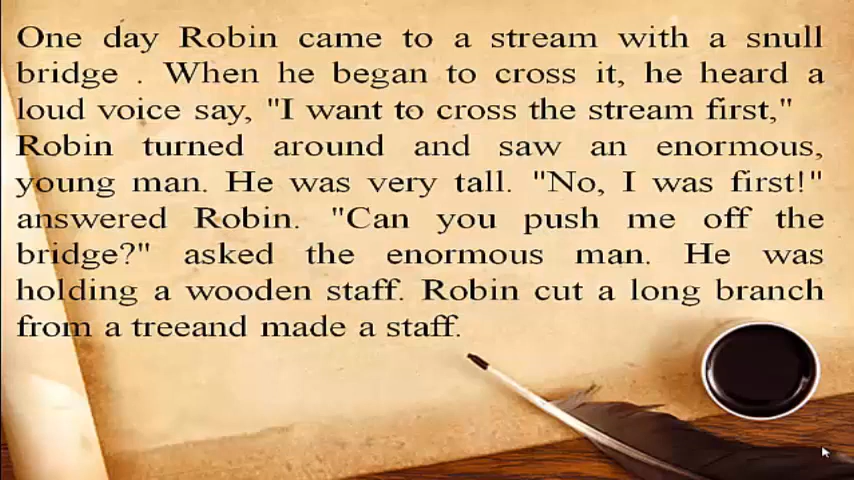 One day Robin came to a stream with a snull
bridge . When he began to cross it, he heard a
loud voice say, "I want to cross the stream first,"
Robin turned around and saw an enormous,
young man. He was very tall. "No, I was first!"
answered Robin. "Can you push me off the
bridge?" asked the enormous man. He was
holding a wooden staff. Robin cut a long branch
from a treeand made a staff.